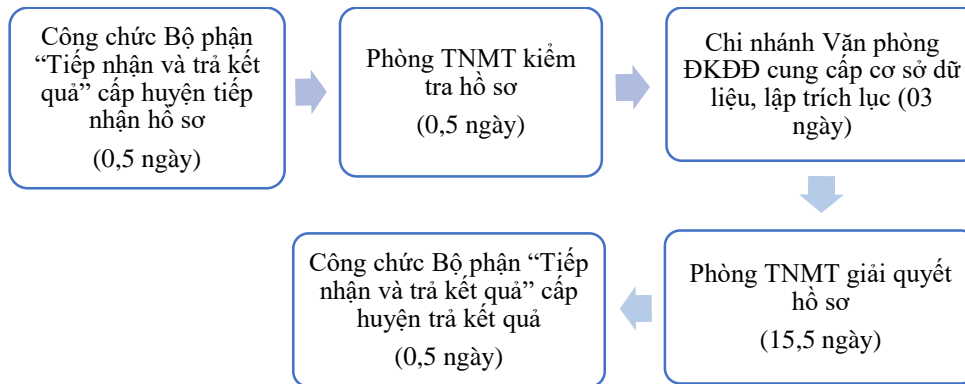 Công chức Bộ phận
“Tiếp nhận và trả kết
quả” cấp huyện tiếp
nhận hồ sơ
(0,5 ngày)
Phòng TNMT kiểm
tra hồ sơ
(0,5 ngày)
Chi nhánh Văn phòng
ĐKĐĐ cung cấp cơ sở dữ
liệu, lập trích lục (03
ngày)
Phòng TNMT giải quyết
hồ sơ
(15,5 ngày)
Công chức Bộ phận “Tiếp
nhận và trả kết quả” cấp
huyện trả kết quả
(0,5 ngày)